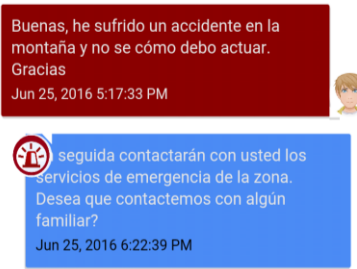 Buenas, he sufrido un accidente en la
montaña y no se cómo debo actuar.
Gracias
Jun 25, 2016 5:17:33 PM
seguida contactarán con usted los
servicios de emergencia de la zona.
Desea que contactemos con algún
familiar?
Jun 25, 2016 6:22:39 PM